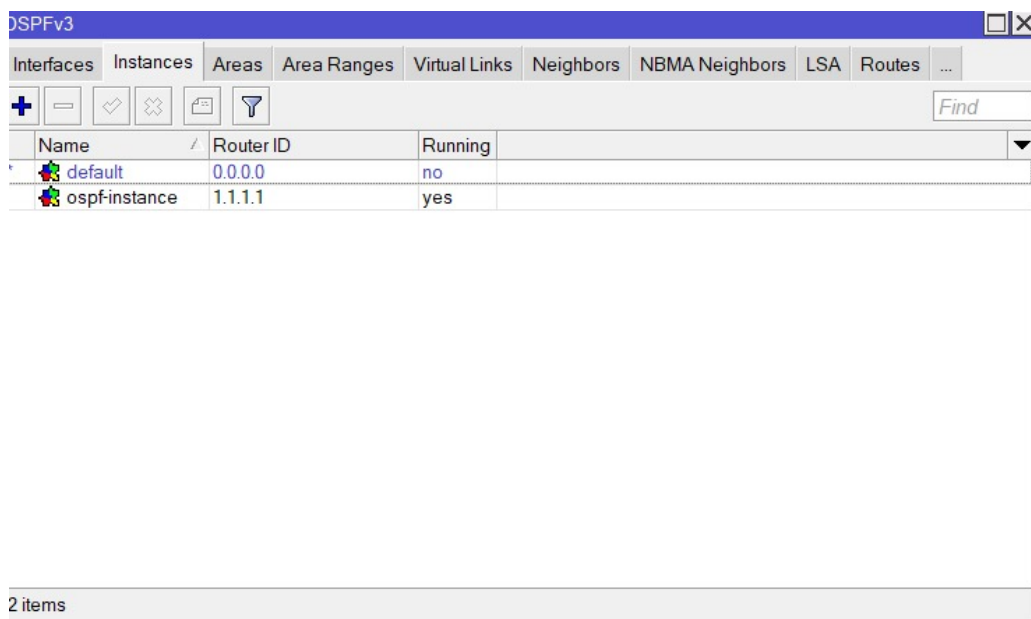 OSPFv3
Interfaces Instances Areas Area Ranges Virtual Links Neighbors NBMA Neighbors LSA Routes ...
Find
Name Router ID Running
* default 0.0.0.0 no
ospf-instance 1.1.1.1 yes
2 items